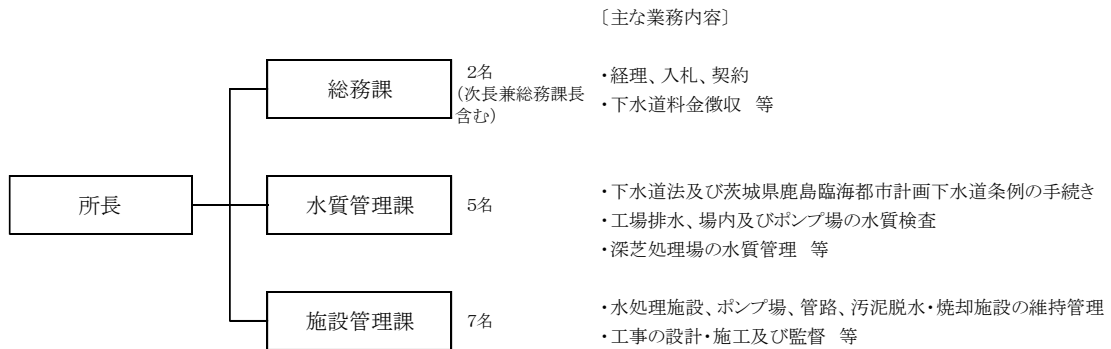 〔主な業務内容〕
総務課
2名
(次長兼総務課長
含む)
・経理、入札、契約
・下水道料金徴収　等
所長
水質管理課
5名
・下水道法及び茨城県鹿島臨海都市計画下水道条例の手続き
・工場排水、場内及びポンプ場の水質検査
・深芝処理場の水質管理　等
施設管理課
7名
・水処理施設、ポンプ場、管路、汚泥脱水・焼却施設の維持管理
・工事の設計・施工及び監督　等